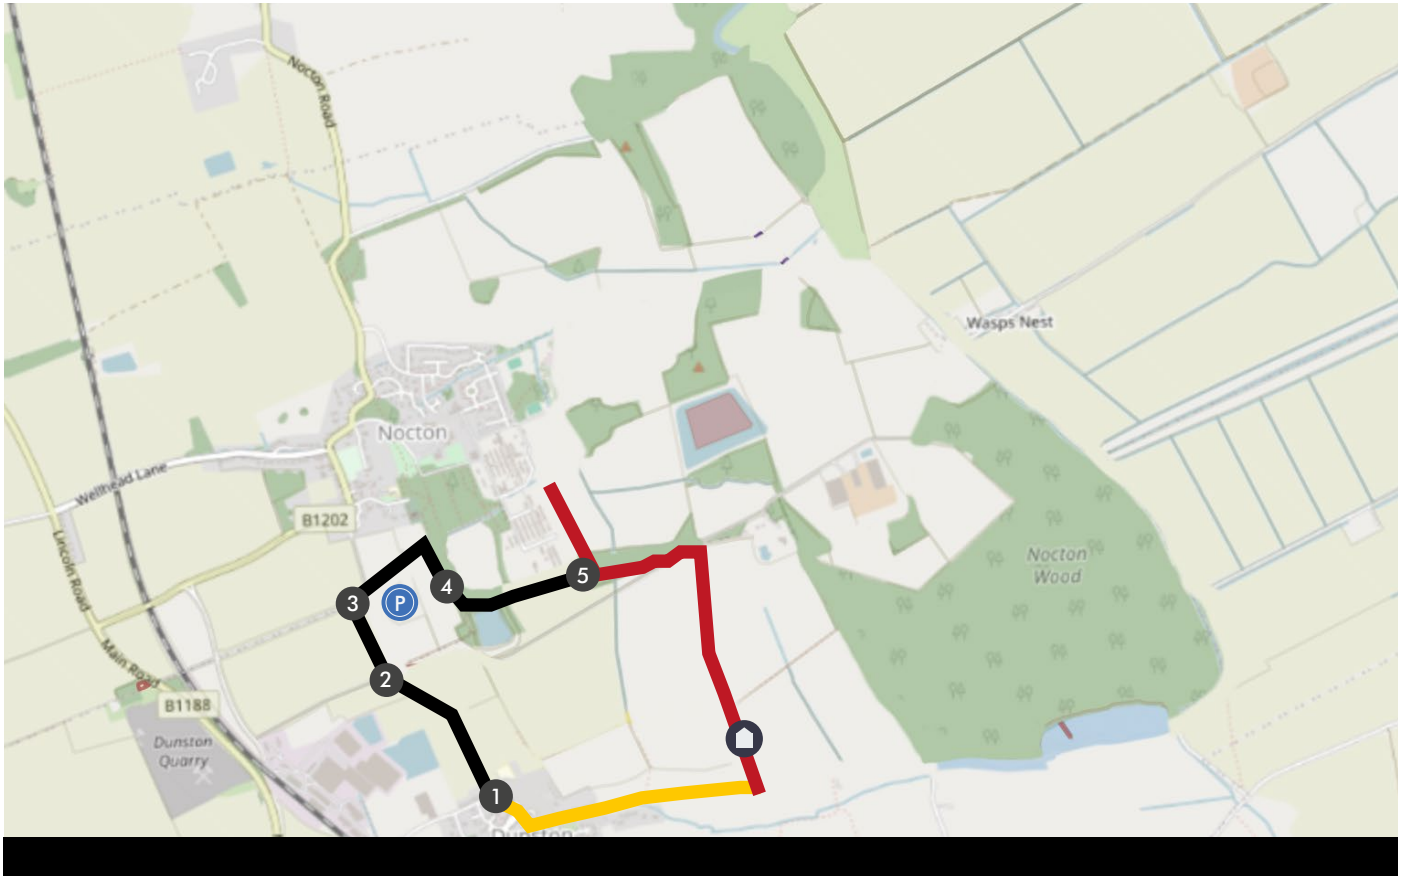 Nocton Road
Wasps Nest
Nocton
Wellhead Lane
B1202
Lincoln Road
Nocton
Wood
5
4
3
P
Main Road
2
B1188
Dunston
Quarry
1
Dunston